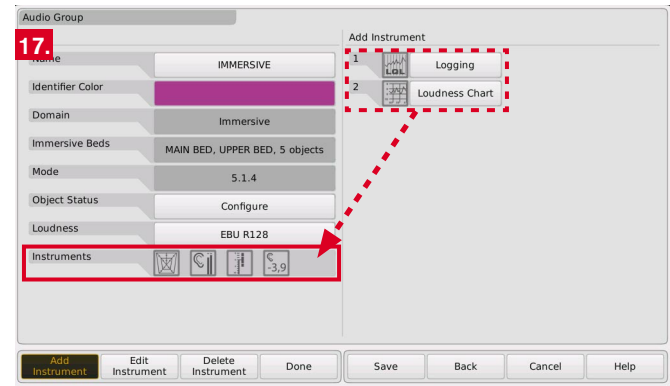 Audio Group
17.
Add Instrument
Name
IMMERSIVE
Identifier Color
Domain
Immersive
Immersive Beds
MAIN BED, UPPER BED, 5 objects
Mode
5.1.4
Object Status
Configure
Loudness
EBU R128
Instruments
-3,9
1
LOL
Logging
2
Loudness Chart
Add
Instrument
Edit
Instrument
Delete
Instrument
Done
Save
Back
Cancel
Help